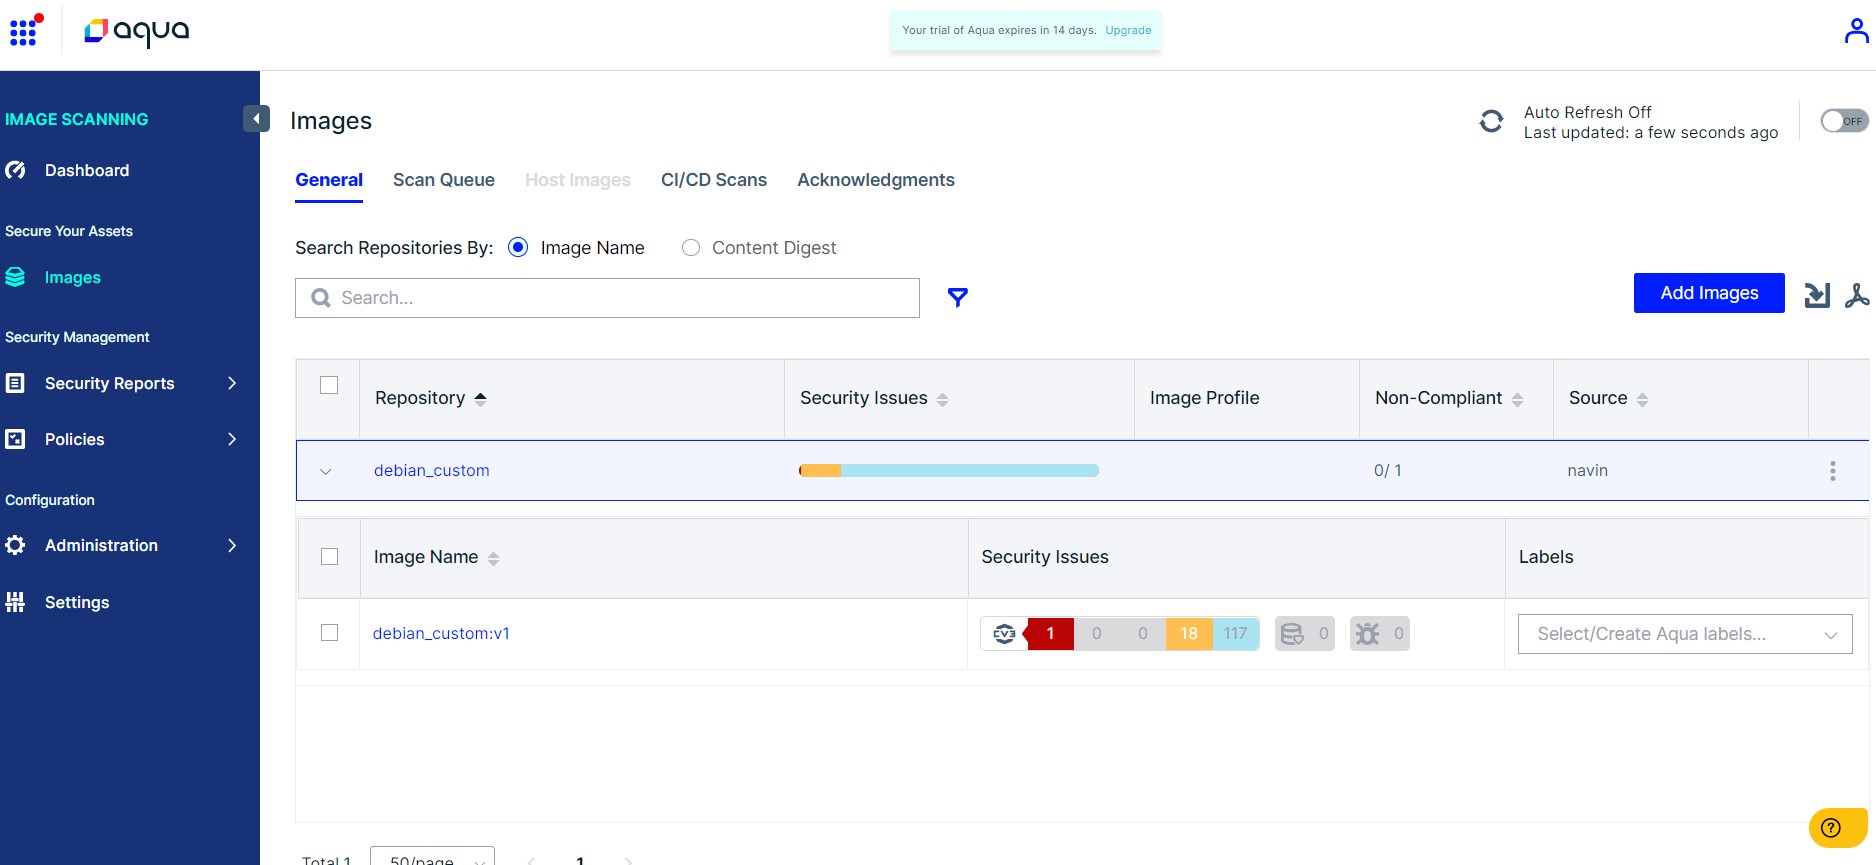 aqua
Your trial of Aqua expires in 14 days. Upgrade
IMAGE SCANNING
Dashboard
Secure Your Assets
Images
Security Management
Security Reports
Policies
Configuration
Administration
Settings
Images
Auto Refresh Off
Last updated: a few seconds ago
OFF
General Scan Queue Host Images CI/CD Scans Acknowledgments
Search Repositories By: Image Name Content Digest
Search...
Add Images
Repository Security Issues Image Profile Non-Compliant Source
debian_custom 0/ 1 navin
Image Name Security Issues Labels
debian_custom:v1 CVE 1 0 0 18 117 0 0 Select/Create Aqua labels...
Total 1 50/page 1
?